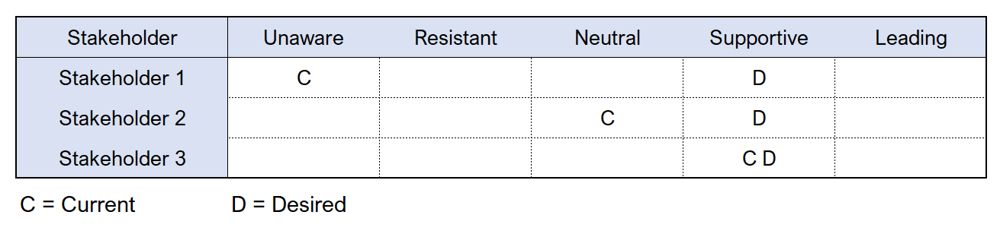 Stakeholder Unaware Resistant Neutral Supportive Leading
Stakeholder 1 C D
Stakeholder 2 C D
Stakeholder 3 C D
C = Current D = Desired